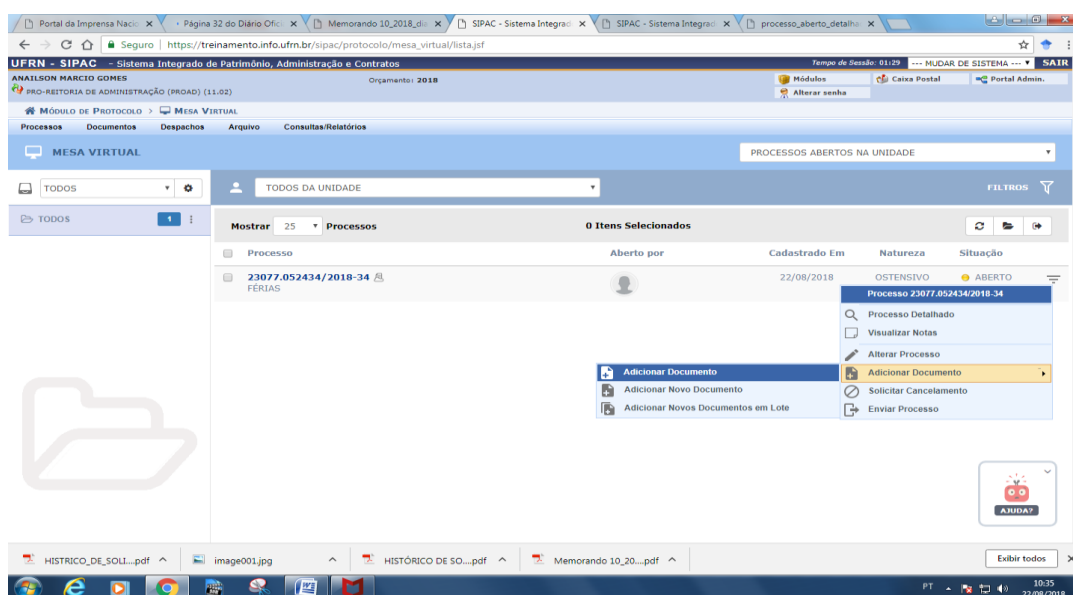 Portal da Imprensa Nacio
Página 32 do Diário Ofici
Memorando 10_2018_dia
SIPAC - Sistema Integrad
SIPAC - Sistema Integrad
processo_aberto_detalha
Seguro | https://treinamento.info.ufrn.br/sipac/protocolo/mesa_virtual/lista.jsf
UFRN - SIPAC - Sistema Integrado de Patrimônio, Administração e Contratos
Tempo de Sessão: 01:29 --- MUDAR DE SISTEMA --- SAIR
ANAILSON MARCIO GOMES
Orçamento: 2018
Módulos
Caixa Postal
Portal Admin.
PRO-REITORIA DE ADMINISTRAÇÃO (PROAD) (11.02)
Alterar senha
MÓDULO DE PROTOCOLO > MESA VIRTUAL
Processos Documentos Despachos Arquivo Consultas/Relatórios
MESA VIRTUAL
PROCESSOS ABERTOS NA UNIDADE
TODOS
TODOS DA UNIDADE
FILTROS
TODOS 1
Mostrar 25 Processos
0 Itens Selecionados
Processo Aberto por Cadastrado Em Natureza Situação
23077.052434/2018-34 22/08/2018 OSTENSIVO ABERTO
FÉRIAS
Processo 23077.052434/2018-34
Processo Detalhado
Visualizar Notas
Alterar Processo
Adicionar Documento
Solicitar Cancelamento
Enviar Processo
Adicionar Documento
Adicionar Novo Documento
Adicionar Novos Documentos em Lote
AJUDA?
HISTRICO_DE_SOLI....pdf
image001.jpg
HISTÓRICO DE SO....pdf
Memorando 10_20....pdf
Exibir todos
PT
10:35
22/08/2018